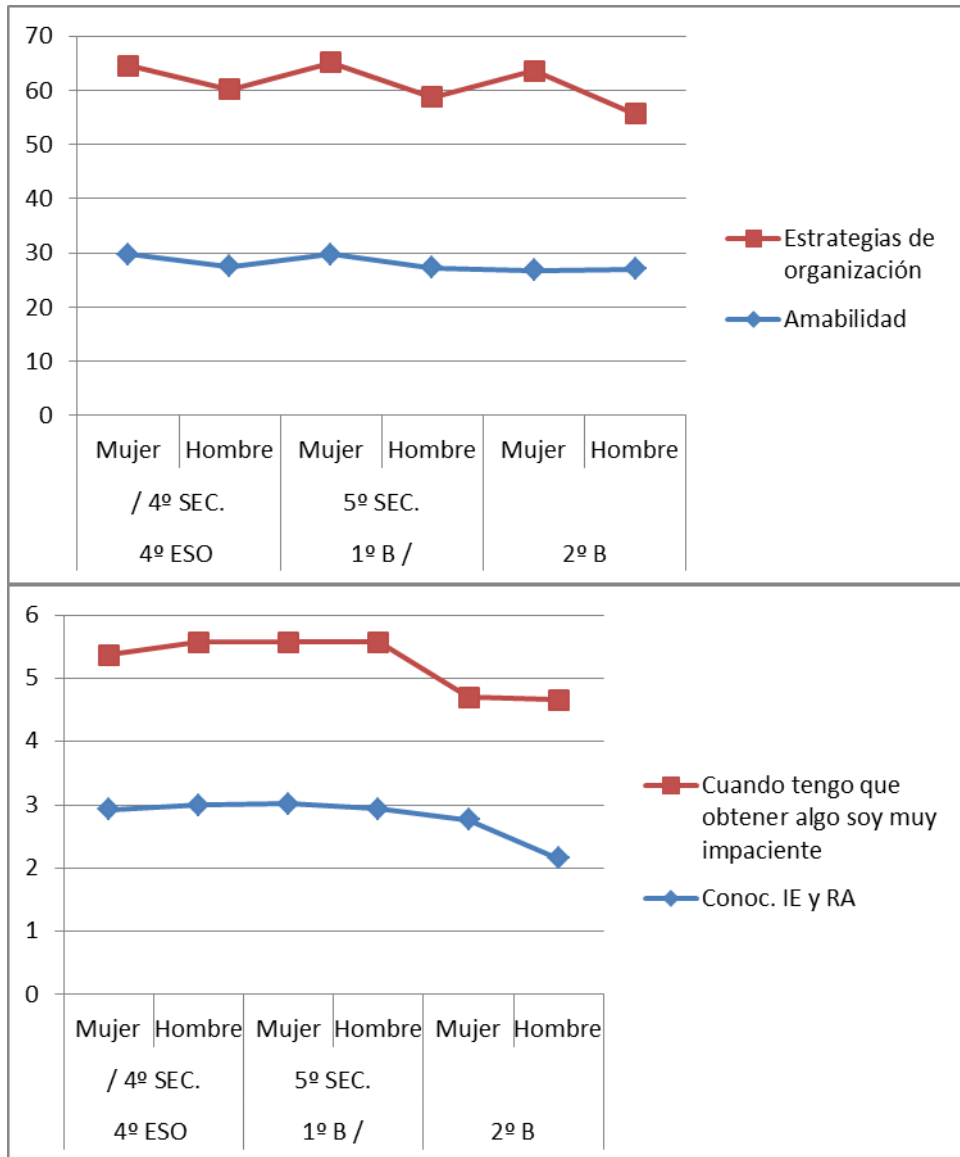 70
60
50
40
30
20
10
0
Mujer Hombre Mujer Hombre Mujer Hombre
/ 4º SEC. 5º SEC.
4º ESO 1º B / 2º B
Estrategias de
organización
Amabilidad
6
5
4
3
2
1
0
Mujer Hombre Mujer Hombre Mujer Hombre
/ 4º SEC. 5º SEC.
4º ESO 1º B / 2º B
Cuando tengo que
obtener algo soy muy
impaciente
Conoc. IE y RA